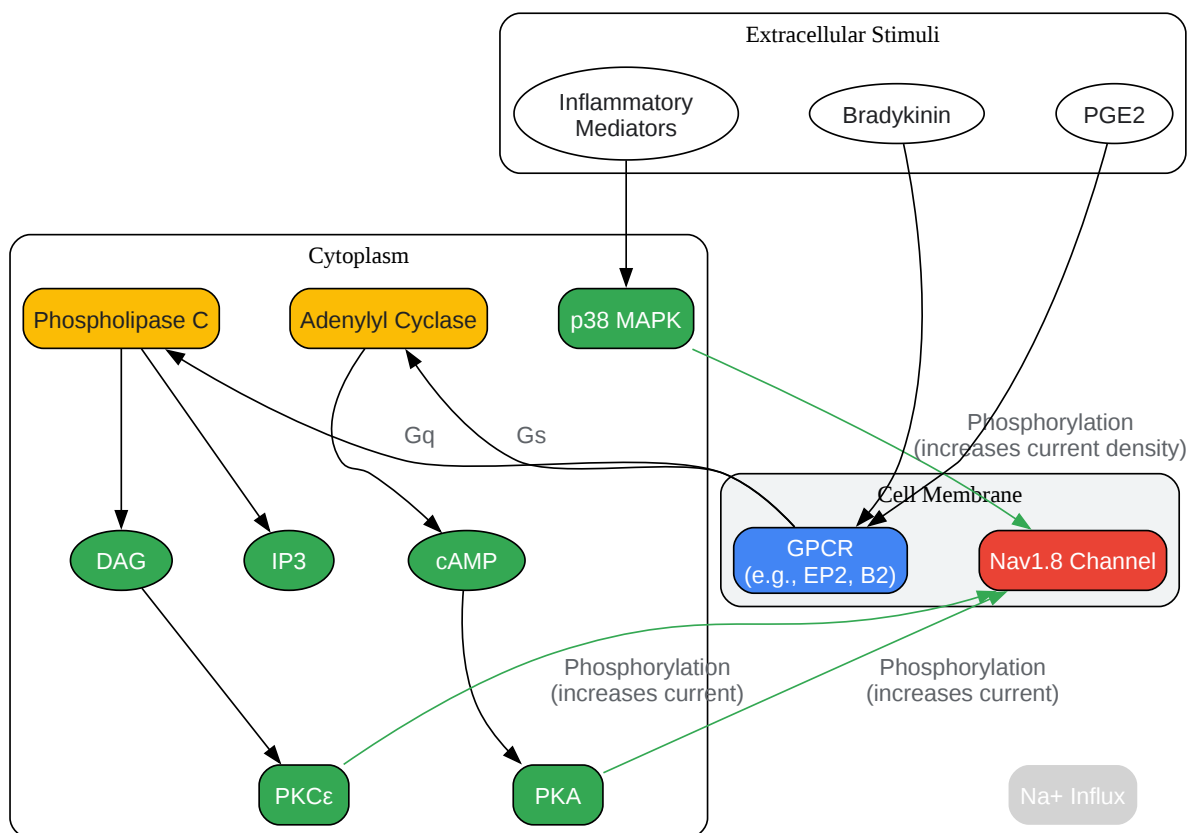 Extracellular Stimuli
Inflammatory
Mediators
Bradykinin
PGE2
Cytoplasm
Phospholipase C
Adenylyl Cyclase
p38 MAPK
Gq
Gs
Phosphorylation
(increases current density)
Cell Membrane
DAG
IP3
cAMP
GPCR
(e.g., EP2, B2)
Nav1.8 Channel
Phosphorylation
(increases current)
Phosphorylation
(increases current)
PKCε
PKA
Na+ Influx